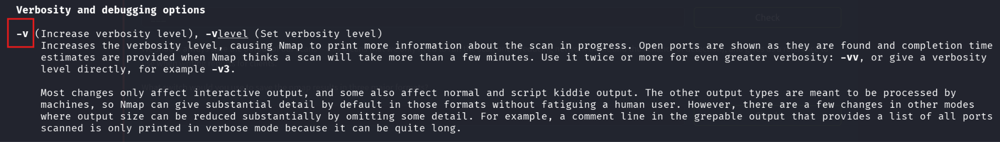 Verbosity and debugging options
-v (Increase verbosity level), -vlevel (Set verbosity level)
Increases the verbosity level, causing Nmap to print more information about the scan in progress. Open ports are shown as they are found and completion time
estimates are provided when Nmap thinks a scan will take more than a few minutes. Use it twice or more for even greater verbosity: -vv, or give a verbosity
level directly, for example -v3.
Most changes only affect interactive output, and some also affect normal and script kiddie output. The other output types are meant to be processed by
machines, so Nmap can give substantial detail by default in those formats without fatiguing a human user. However, there are a few changes in other modes
where output size can be reduced substantially by omitting some detail. For example, a comment line in the grepable output that provides a list of all ports
scanned is only printed in verbose mode because it can be quite long.
Check